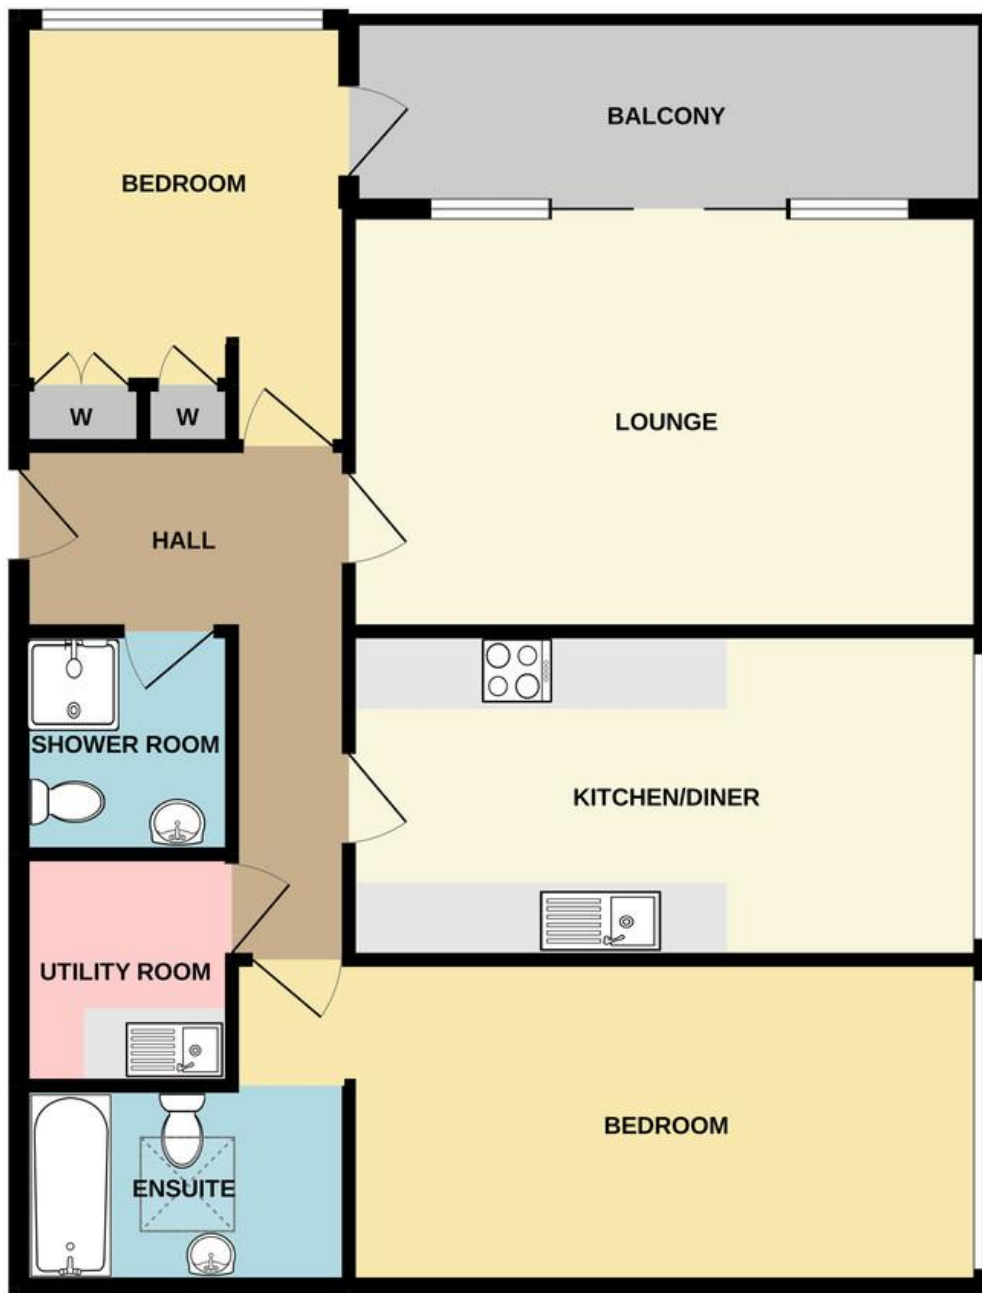 BALCONY
BEDROOM
LOUNGE
W
W
HALL
SHOWER ROOM
KITCHEN/DINER
UTILITY ROOM
BEDROOM
ENSUITE